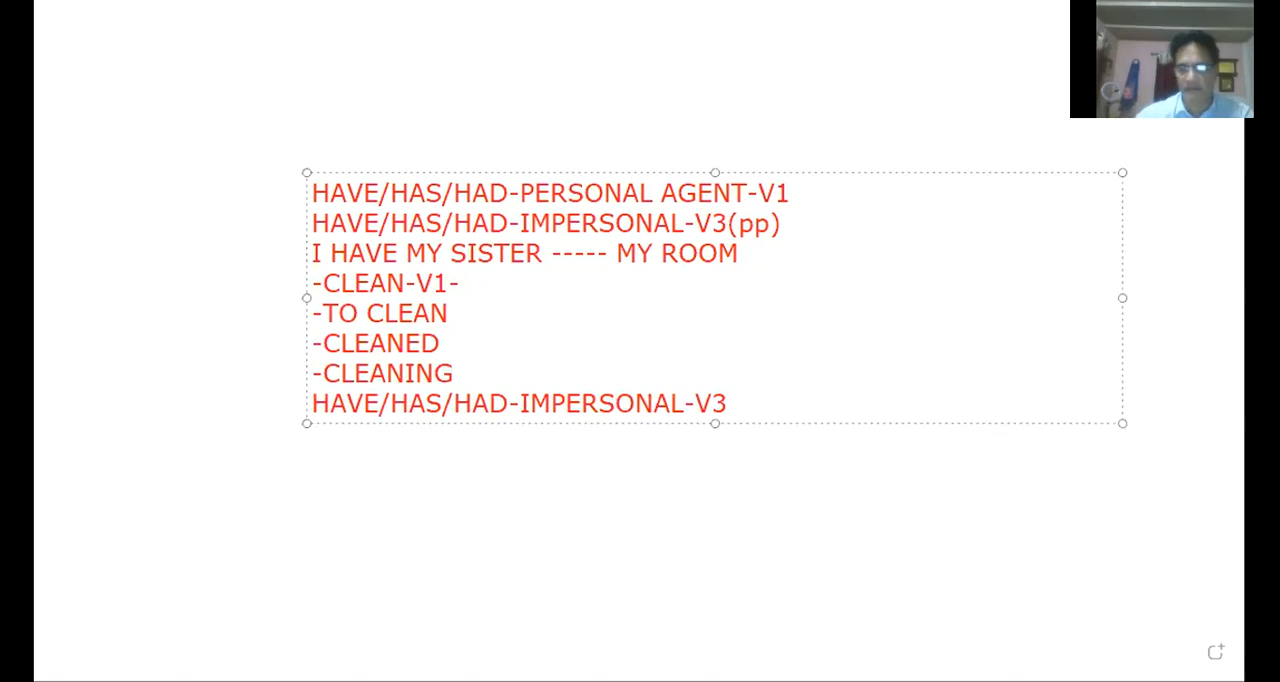 HAVE/HAS/HAD-PERSONAL AGENT-V1
HAVE/HAS/HAD-IMPERSONAL-V3(pp)
I HAVE MY SISTER ----- MY ROOM
-CLEAN-V1-
-TO CLEAN
-CLEANED
-CLEANING
HAVE/HAS/HAD-IMPERSONAL-V3